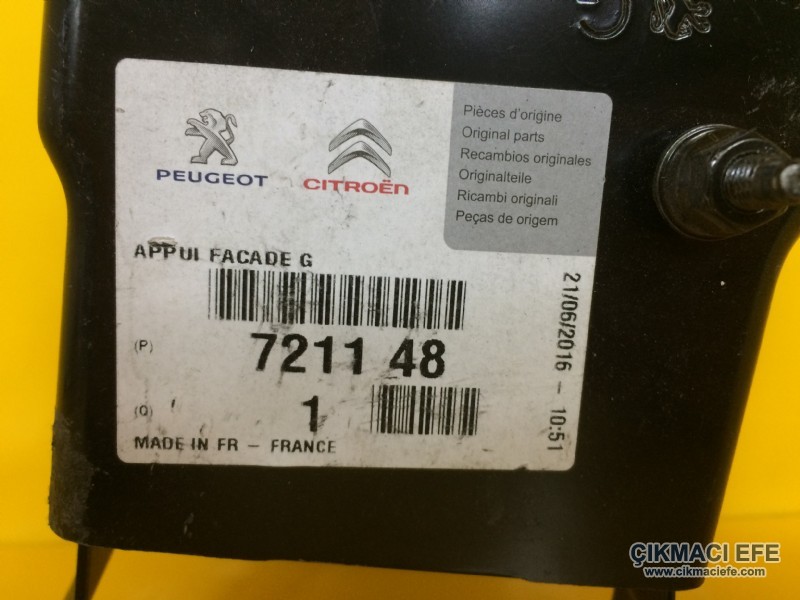 PEUGEOT
CITROËN
Pièces d'origine
Original parts
Recambios originales
Originalteile
Ricambi originali
Peças de origem
APPUI FACADE G
21/06/2016 - 10:51
(P) 7211 48
(Q) 1
MADE IN FR - FRANCE
ÇIKMACI EFE
www.cikmaciefe.com